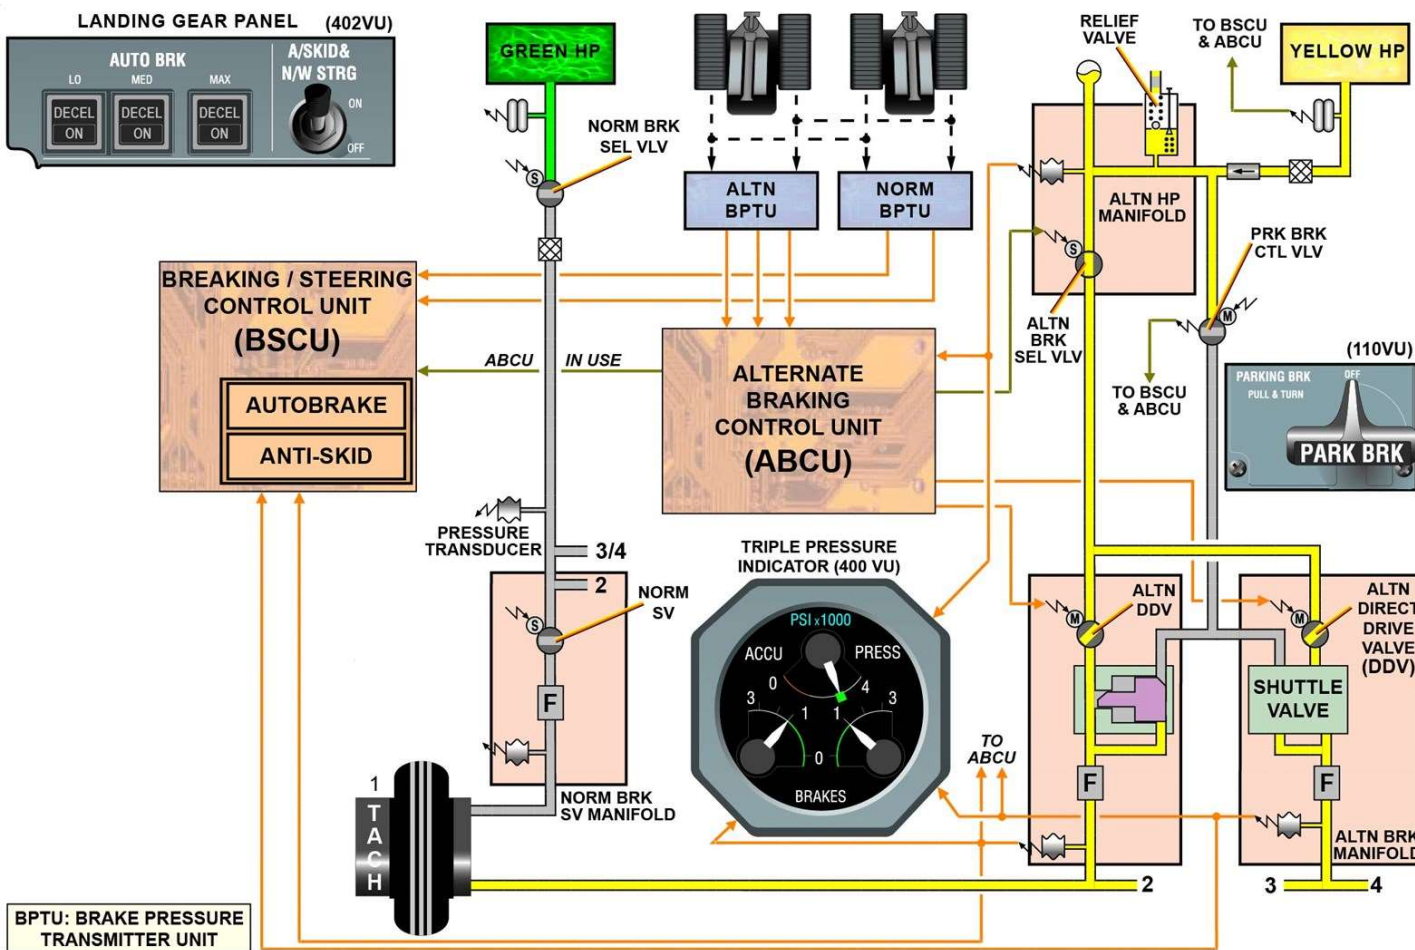 LANDING GEAR PANEL (402VU)
AUTO BRK
LO MED MAX
DECEL DECEL DECEL
ON ON ON
A/SKID&
N/W STRG
ON
OFF
GREEN HP
NORM BRK
SEL VLV
ALTN
BPTU
NORM
BPTU
RELIEF
VALVE
TO BSCU
& ABCU
YELLOW HP
ALTN HP
MANIFOLD
S
S
PRK BRK
CTL VLV
M
ALTN
BRK
SEL VLV
TO BSCU
& ABCU
(110VU)
PARKING BRK
PULL & TURN
OFF
PARK BRK
BREAKING / STEERING
CONTROL UNIT
(BSCU)
AUTOBRAKE
ANTI-SKID
ABCU IN USE
ALTERNATE
BRAKING
CONTROL UNIT
(ABCU)
PRESSURE
TRANSDUCER
3/4
2
NORM
SV
S
F
NORM BRK
SV MANIFOLD
TRIPLE PRESSURE
INDICATOR (400 VU)
PSI x1000
ACCU PRESS
0 4
3 1 1 3
0
BRAKES
TO
ABCU
ALTN
DDV
M
M
ALTN
DIRECT
DRIVE
VALVE
(DDV)
SHUTTLE
VALVE
F
F
ALTN BRK
MANIFOLD
1
TACH
2
3 4
BPTU: BRAKE PRESSURE
TRANSMITTER UNIT